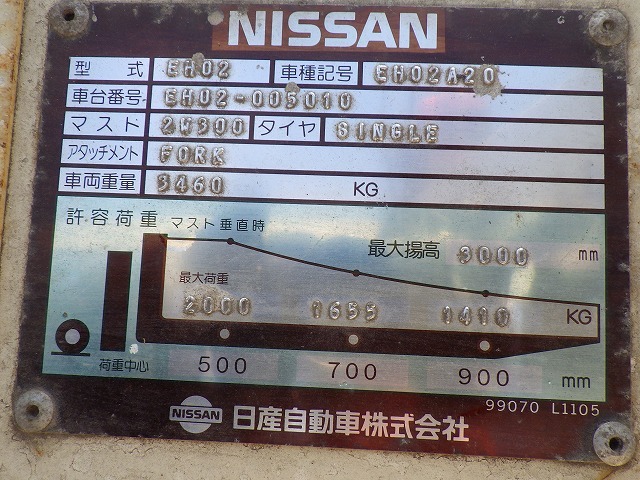 NISSAN
型式 EH02 車種記号 EH02A20
車台番号 EH02-005010
マスト 2W300 タイヤ SINGLE
アタッチメント FORK
車両重量 3460 KG
許容荷重 マスト垂直時
最大揚高 3000 mm
最大荷重
2000 1655 1410 KG
荷重中心 500 700 900 mm
99070 L1105
NISSAN 日産自動車株式会社